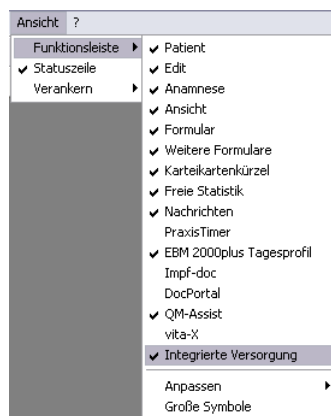 Ansicht ?
Funktionsleiste
Statuszeile
Verankern
Patient
Edit
Anamnese
Ansicht
Formular
Weitere Formulare
Karteikartenkürzel
Freie Statistik
Nachrichten
PraxisTimer
EBM 2000plus Tagesprofil
Impf-doc
DocPortal
QM-Assist
vita-X
Integrierte Versorgung
Anpassen
Große Symbole